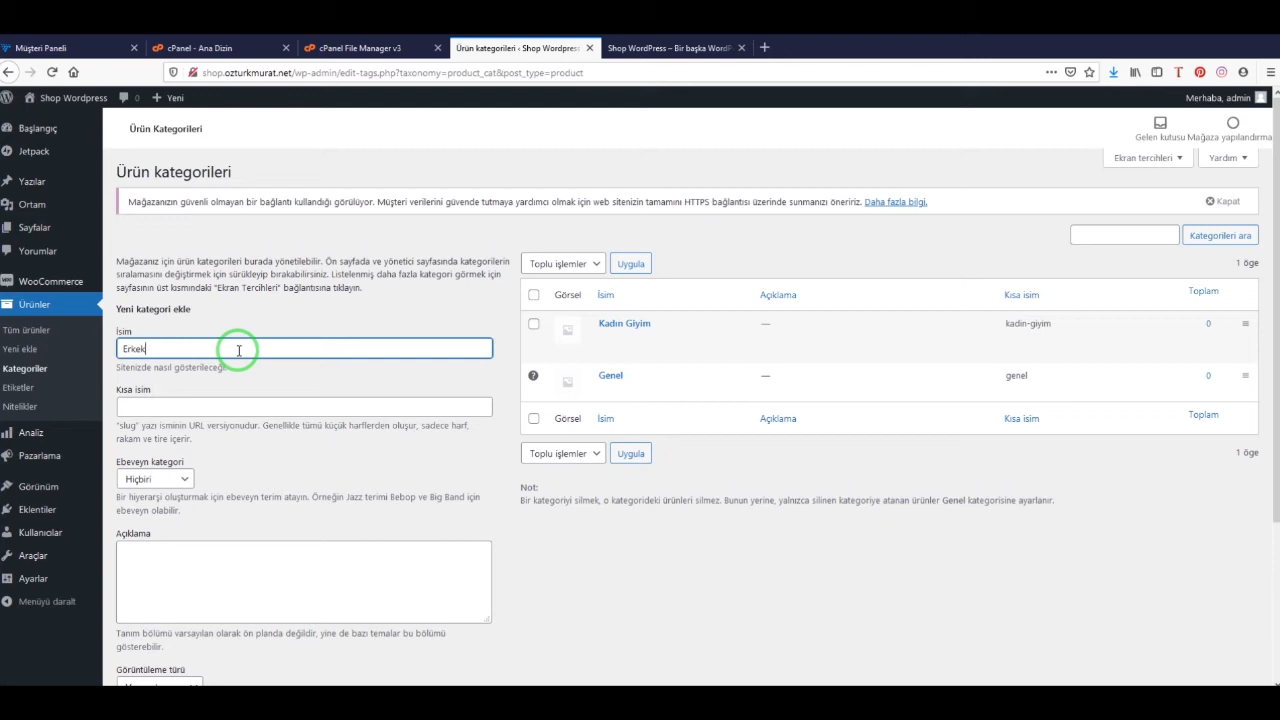 Müşteri Paneli
cPanel - Ana Dizin
cPanel File Manager v3
Ürün kategorileri ‹ Shop Wordpress
Shop WordPress – Bir başka WordP
shop.ozturkmurat.net/wp-admin/edit-tags.php?taxonomy=product_cat&post_type=product
Shop Wordpress
0
Yeni
Merhaba, admin
Başlangıç
Jetpack
Yazılar
Ortam
Sayfalar
Yorumlar
WooCommerce
Ürünler
Tüm ürünler
Yeni ekle
Kategoriler
Etiketler
Nitelikler
Analiz
Pazarlama
Görünüm
Eklentiler
Kullanıcılar
Araçlar
Ayarlar
Menüyü daralt
Ürün Kategorileri
Gelen kutusu
Mağaza yapılandırma
Ekran tercihleri
Yardım
Ürün kategorileri
Mağazanızın güvenli olmayan bir bağlantı kullandığı görülüyor. Müşteri verilerini güvende tutmaya yardımcı olmak için web sitenizin tamamını HTTPS bağlantısı üzerinde sunmanızı öneririz. Daha fazla bilgi.
Kapat
Kategorileri ara
Mağazanız için ürün kategorileri burada yönetilebilir. Ön sayfada ve yönetici sayfasında kategorilerin
sıralamasını değiştirmek için sürükleyip bırakabilirsiniz. Listelenmiş daha fazla kategori görmek için
sayfasının üst kısmındaki "Ekran Tercihleri" bağlantısına tıklayın.
Yeni kategori ekle
İsim
Erkek
Sitenizde nasıl gösterileceği.
Kısa isim
"slug" yazı isminin URL versiyonudur. Genellikle tümü küçük harflerden oluşur, sadece harf,
rakam ve tire içerir.
Ebeveyn kategori
Hiçbiri
Bir hiyerarşi oluşturmak için ebeveyn terim atayın. Örneğin Jazz terimi Bebop ve Big Band için
ebeveyn olabilir.
Açıklama
Tanım bölümü varsayılan olarak ön planda değildir, yine de bazı temalar bu bölümü
gösterebilir.
Görüntüleme türü
Toplu işlemler
Uygula
1 öge
Görsel
İsim
Açıklama
Kısa isim
Toplam
Kadın Giyim
—
kadin-giyim
0
Genel
—
genel
0
Görsel
İsim
Açıklama
Kısa isim
Toplam
Toplu işlemler
Uygula
1 öge
Not:
Bir kategoriyi silmek, o kategorideki ürünleri silmez. Bunun yerine, yalnızca silinen kategoriye atanan ürünler Genel kategorisine ayarlanır.